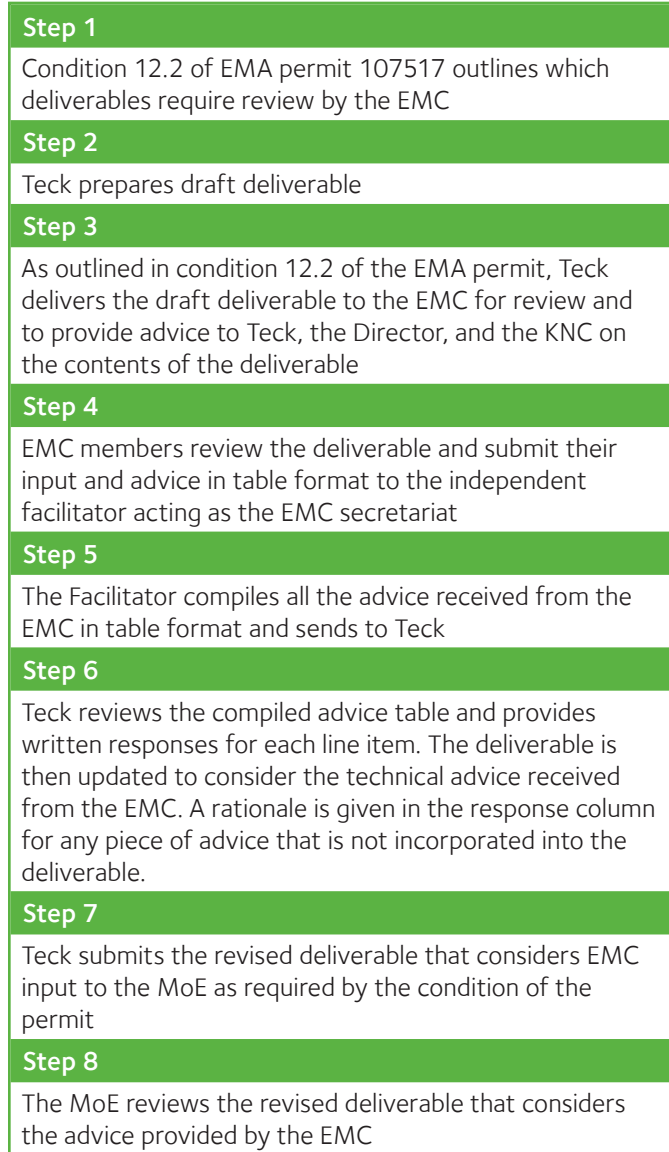 Step 1
Condition 12.2 of EMA permit 107517 outlines which
deliverables require review by the EMC
Step 2
Teck prepares draft deliverable
Step 3
As outlined in condition 12.2 of the EMA permit, Teck
delivers the draft deliverable to the EMC for review and
to provide advice to Teck, the Director, and the KNC on
the contents of the deliverable
Step 4
EMC members review the deliverable and submit their
input and advice in table format to the independent
facilitator acting as the EMC secretariat
Step 5
The Facilitator compiles all the advice received from the
EMC in table format and sends to Teck
Step 6
Teck reviews the compiled advice table and provides
written responses for each line item. The deliverable is
then updated to consider the technical advice received
from the EMC. A rationale is given in the response column
for any piece of advice that is not incorporated into the
deliverable.
Step 7
Teck submits the revised deliverable that considers EMC
input to the MoE as required by the condition of the
permit
Step 8
The MoE reviews the revised deliverable that considers
the advice provided by the EMC